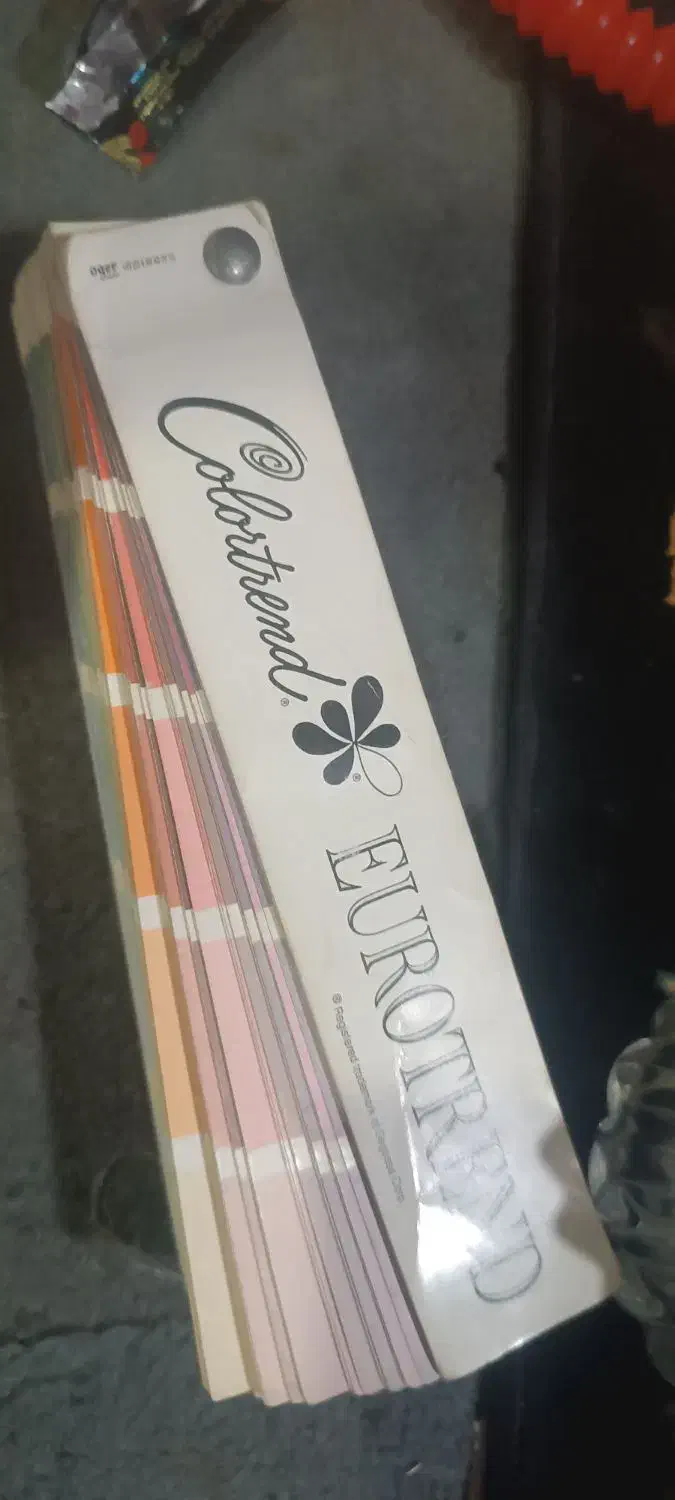 Colortrend®
©
®
EUROTREND
® Registered trademark of